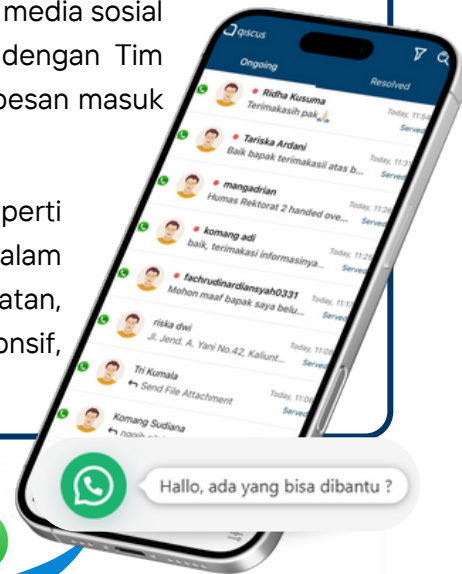 media sosial
dengan Tim
pesan masuk
perti
alam
atan,
onsif,
qiscus
Ongoing
Resolved
Ridha Kusuma
Today, 11:54
Terimakasih pak🙏🏻
Served
Tariska Ardani
Today, 11:31
Baik bapak terimakasii atas b...
Served
mangadrian
Today, 11:26
Humas Rektorat 2 handed ove...
Served
komang adi
Today, 11:25
baik, terimakasi informasinya...
Served
fachrudinardiansyah0331
Today, 11:17
Mohon maaf bapak saya belu...
Served
riska dwi
Today, 11:08
Jl. Jend. A. Yani No.42, Kaliunt...
Served
Tri Kumala
Today, 11:06
Send File Attachment
Served
Komang Sudiana
Hallo, ada yang bisa dibantu ?